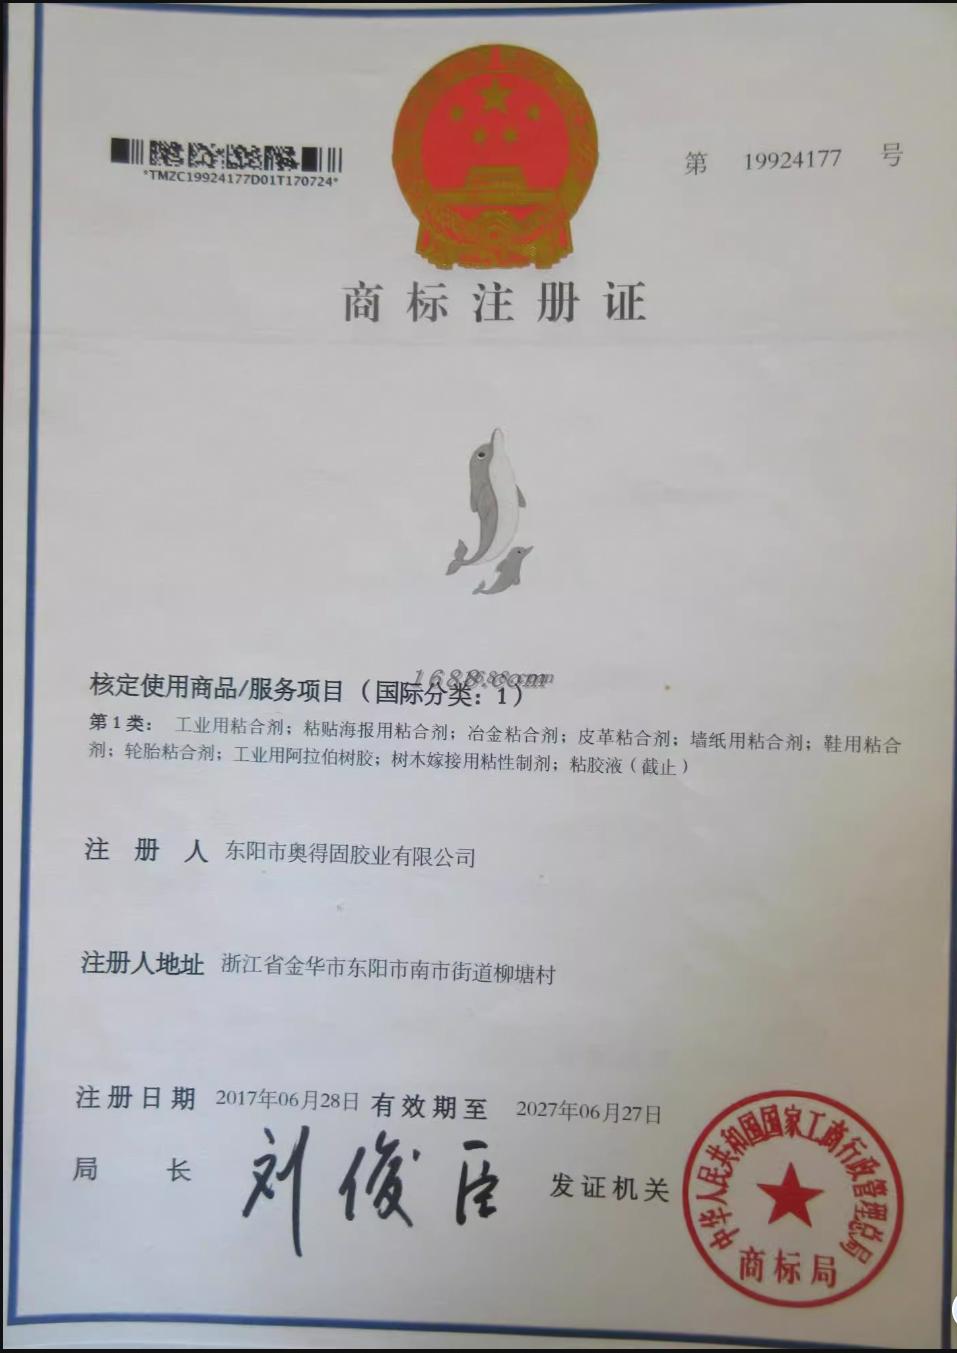 *TMZC19924177D01T170724*
第 19924177 号
商标注册证
1688.com
1688.com
核定使用商品/服务项目（国际分类：1）
第1类： 工业用粘合剂；粘贴海报用粘合剂；冶金粘合剂；皮革粘合剂；墙纸用粘合剂；鞋用粘合
剂；轮胎粘合剂；工业用阿拉伯树胶；树木嫁接用粘性制剂；粘胶液（截止）
注册人 东阳市奥得固胶业有限公司
注册人地址 浙江省金华市东阳市南市街道柳塘村
注册日期 2017年06月28日 有效期至 2027年06月27日
局长 刘俊臣 发证机关
中华人民共和国国家工商行政管理总局
商标局